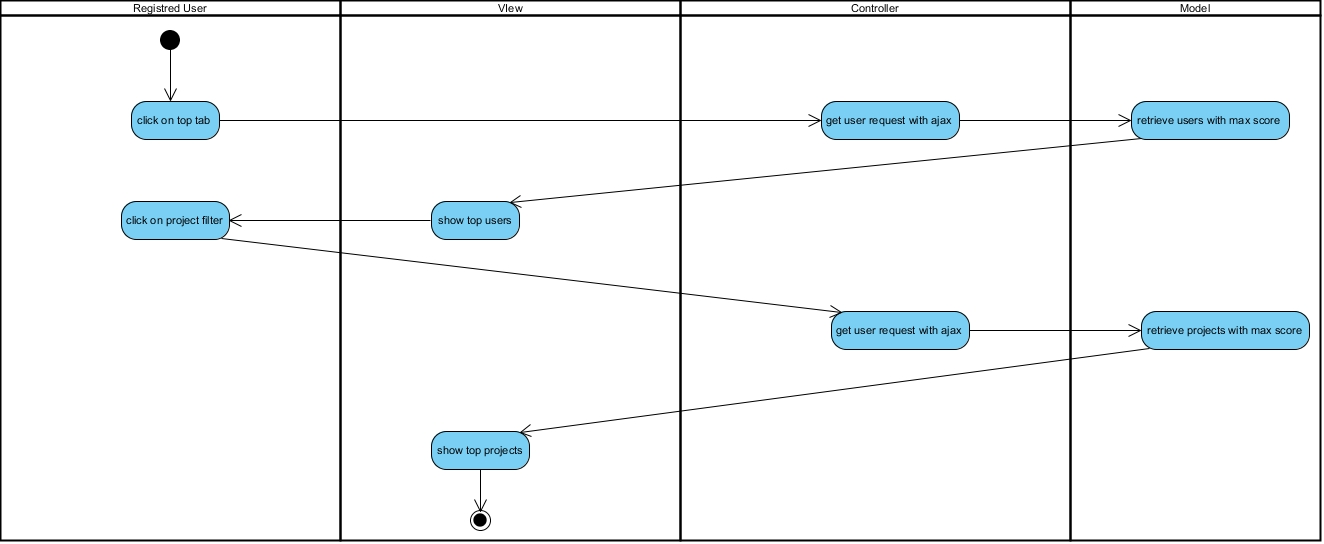 Registred User
VIew
Controller
Model
click on top tab
get user request with ajax
retrieve users with max score
click on project filter
show top users
get user request with ajax
retrieve projects with max score
show top projects